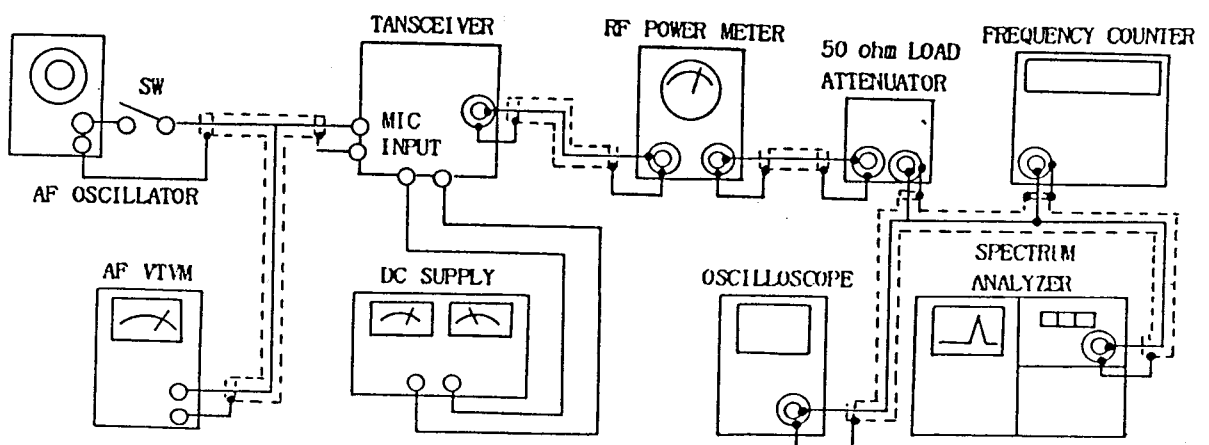 TANSCEIVER
RF POWER METER
50 ohm LOAD
ATTENUATOR
FREQUENCY COUNTER
SW
MIC
INPUT
AF OSCILLATOR
AF VTVM
DC SUPPLY
OSCILLOSCOPE
SPECTRUM
ANALYZER